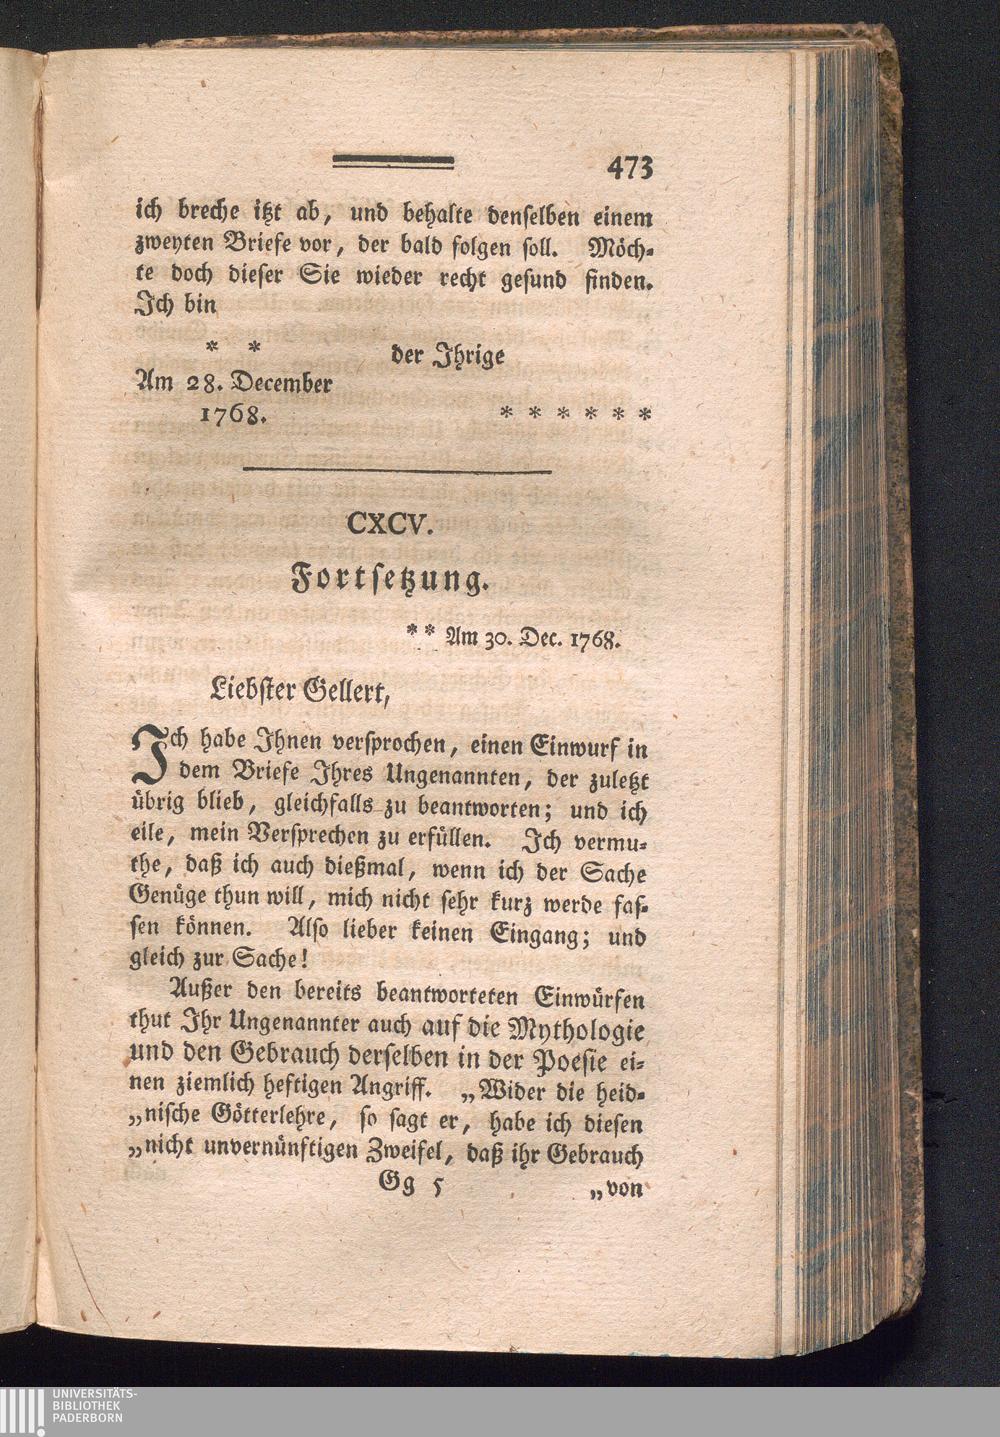 473
ich breche itzt ab, und behalte denselben einem
zweyten Briefe vor, der bald folgen soll. Möch-
te doch dieser Sie wieder recht gesund finden.
Ich bin
* * der Ihrige
Am 28. December
1768. * * * * * *
CXCV.
Fortsetzung.
** Am 30. Dec. 1768.
Liebster Gellert,
Ich habe Ihnen versprochen, einen Einwurf in
dem Briefe Ihres Ungenannten, der zuletzt
übrig blieb, gleichfalls zu beantworten; und ich
eile, mein Versprechen zu erfüllen. Ich vermu-
the, daß ich auch dießmal, wenn ich der Sache
Genüge thun will, mich nicht sehr kurz werde fas-
sen können. Also lieber keinen Eingang; und
gleich zur Sache!
Außer den bereits beantworteten Einwürfen
thut Ihr Ungenannter auch auf die Mythologie
und den Gebrauch derselben in der Poesie ei-
nen ziemlich heftigen Angriff. „Wider die heid-
„nische Götterlehre, so sagt er, habe ich diesen
„nicht unvernünftigen Zweifel, daß ihr Gebrauch
Gg 5 „von
UNIVERSITÄTS-
BIBLIOTHEK
PADERBORN